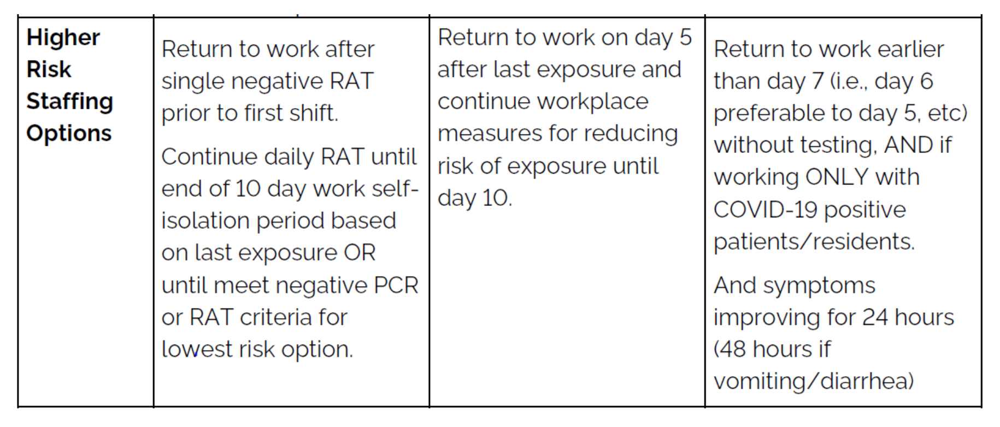 Higher
Risk
Staffing
Options
Return to work after
single negative RAT
prior to first shift.
Continue daily RAT until
end of 10 day work self-
isolation period based
on last exposure OR
until meet negative PCR
or RAT criteria for
lowest risk option.
Return to work on day 5
after last exposure and
continue workplace
measures for reducing
risk of exposure until
day 10.
Return to work earlier
than day 7 (i.e., day 6
preferable to day 5, etc)
without testing, AND if
working ONLY with
COVID-19 positive
patients/residents.
And symptoms
improving for 24 hours
(48 hours if
vomiting/diarrhea)